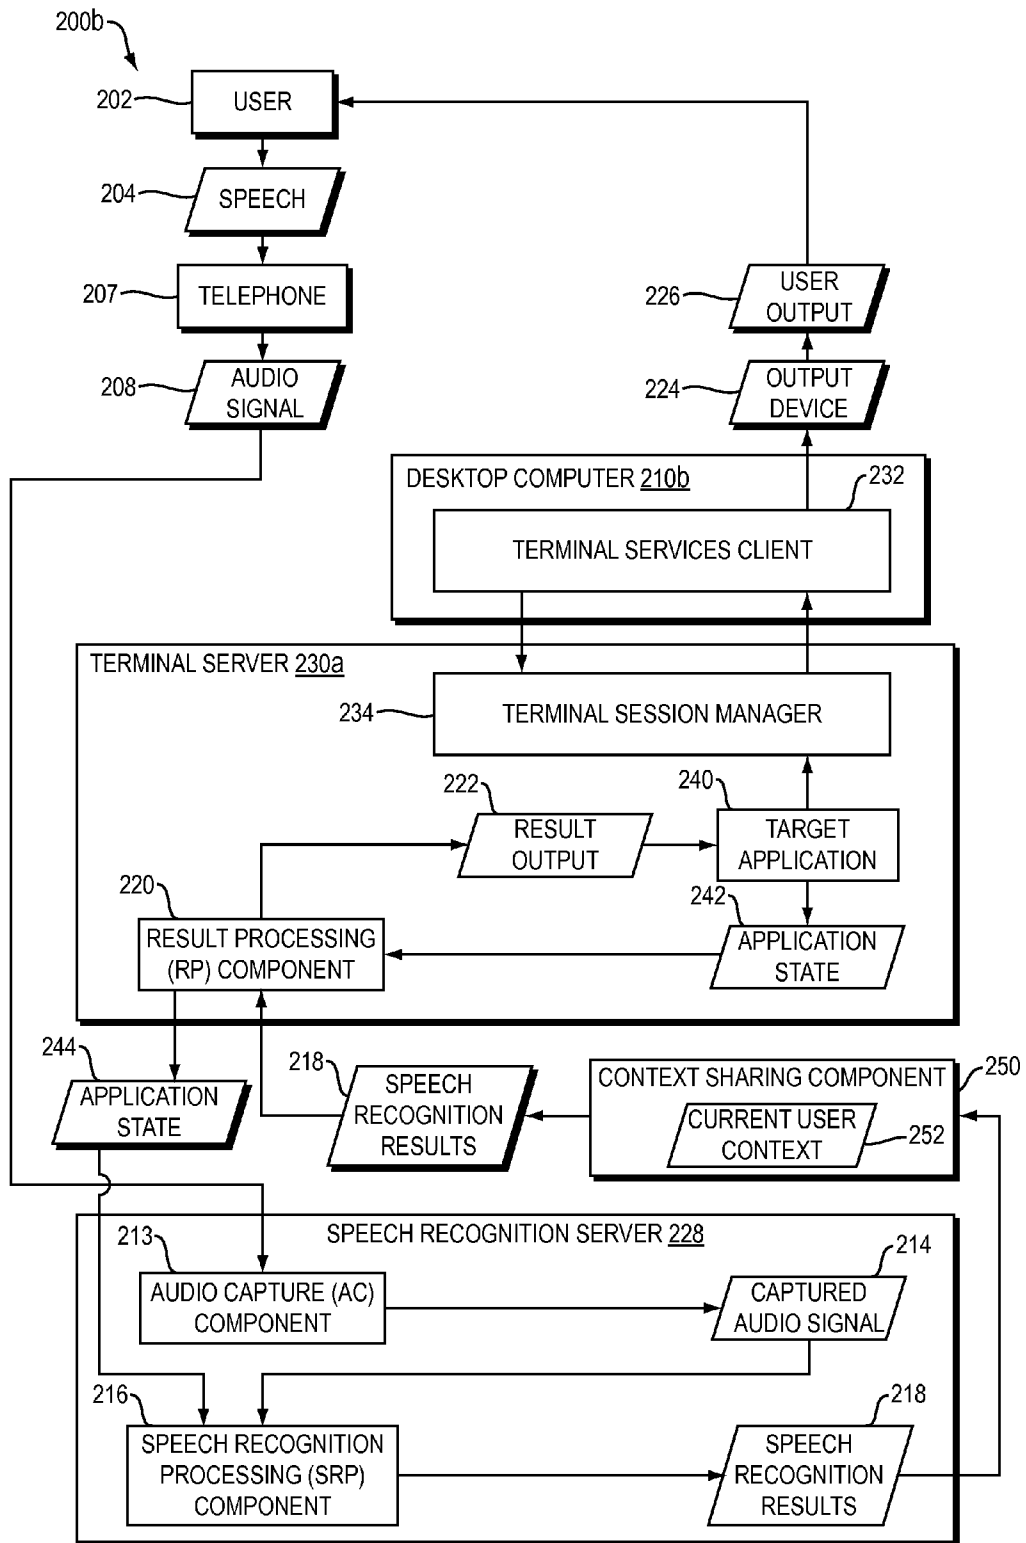 200b
202
USER
204
SPEECH
207
TELEPHONE
208
AUDIO
SIGNAL
226
USER
OUTPUT
224
OUTPUT
DEVICE
DESKTOP COMPUTER 210b
232
TERMINAL SERVICES CLIENT
TERMINAL SERVER 230a
234
TERMINAL SESSION MANAGER
222
RESULT
OUTPUT
240
TARGET
APPLICATION
220
RESULT PROCESSING
(RP) COMPONENT
242
APPLICATION
STATE
244
APPLICATION
STATE
218
SPEECH
RECOGNITION
RESULTS
CONTEXT SHARING COMPONENT
250
CURRENT USER
CONTEXT
252
SPEECH RECOGNITION SERVER 228
213
AUDIO CAPTURE (AC)
COMPONENT
214
CAPTURED
AUDIO SIGNAL
216
SPEECH RECOGNITION
PROCESSING (SRP)
COMPONENT
218
SPEECH
RECOGNITION
RESULTS